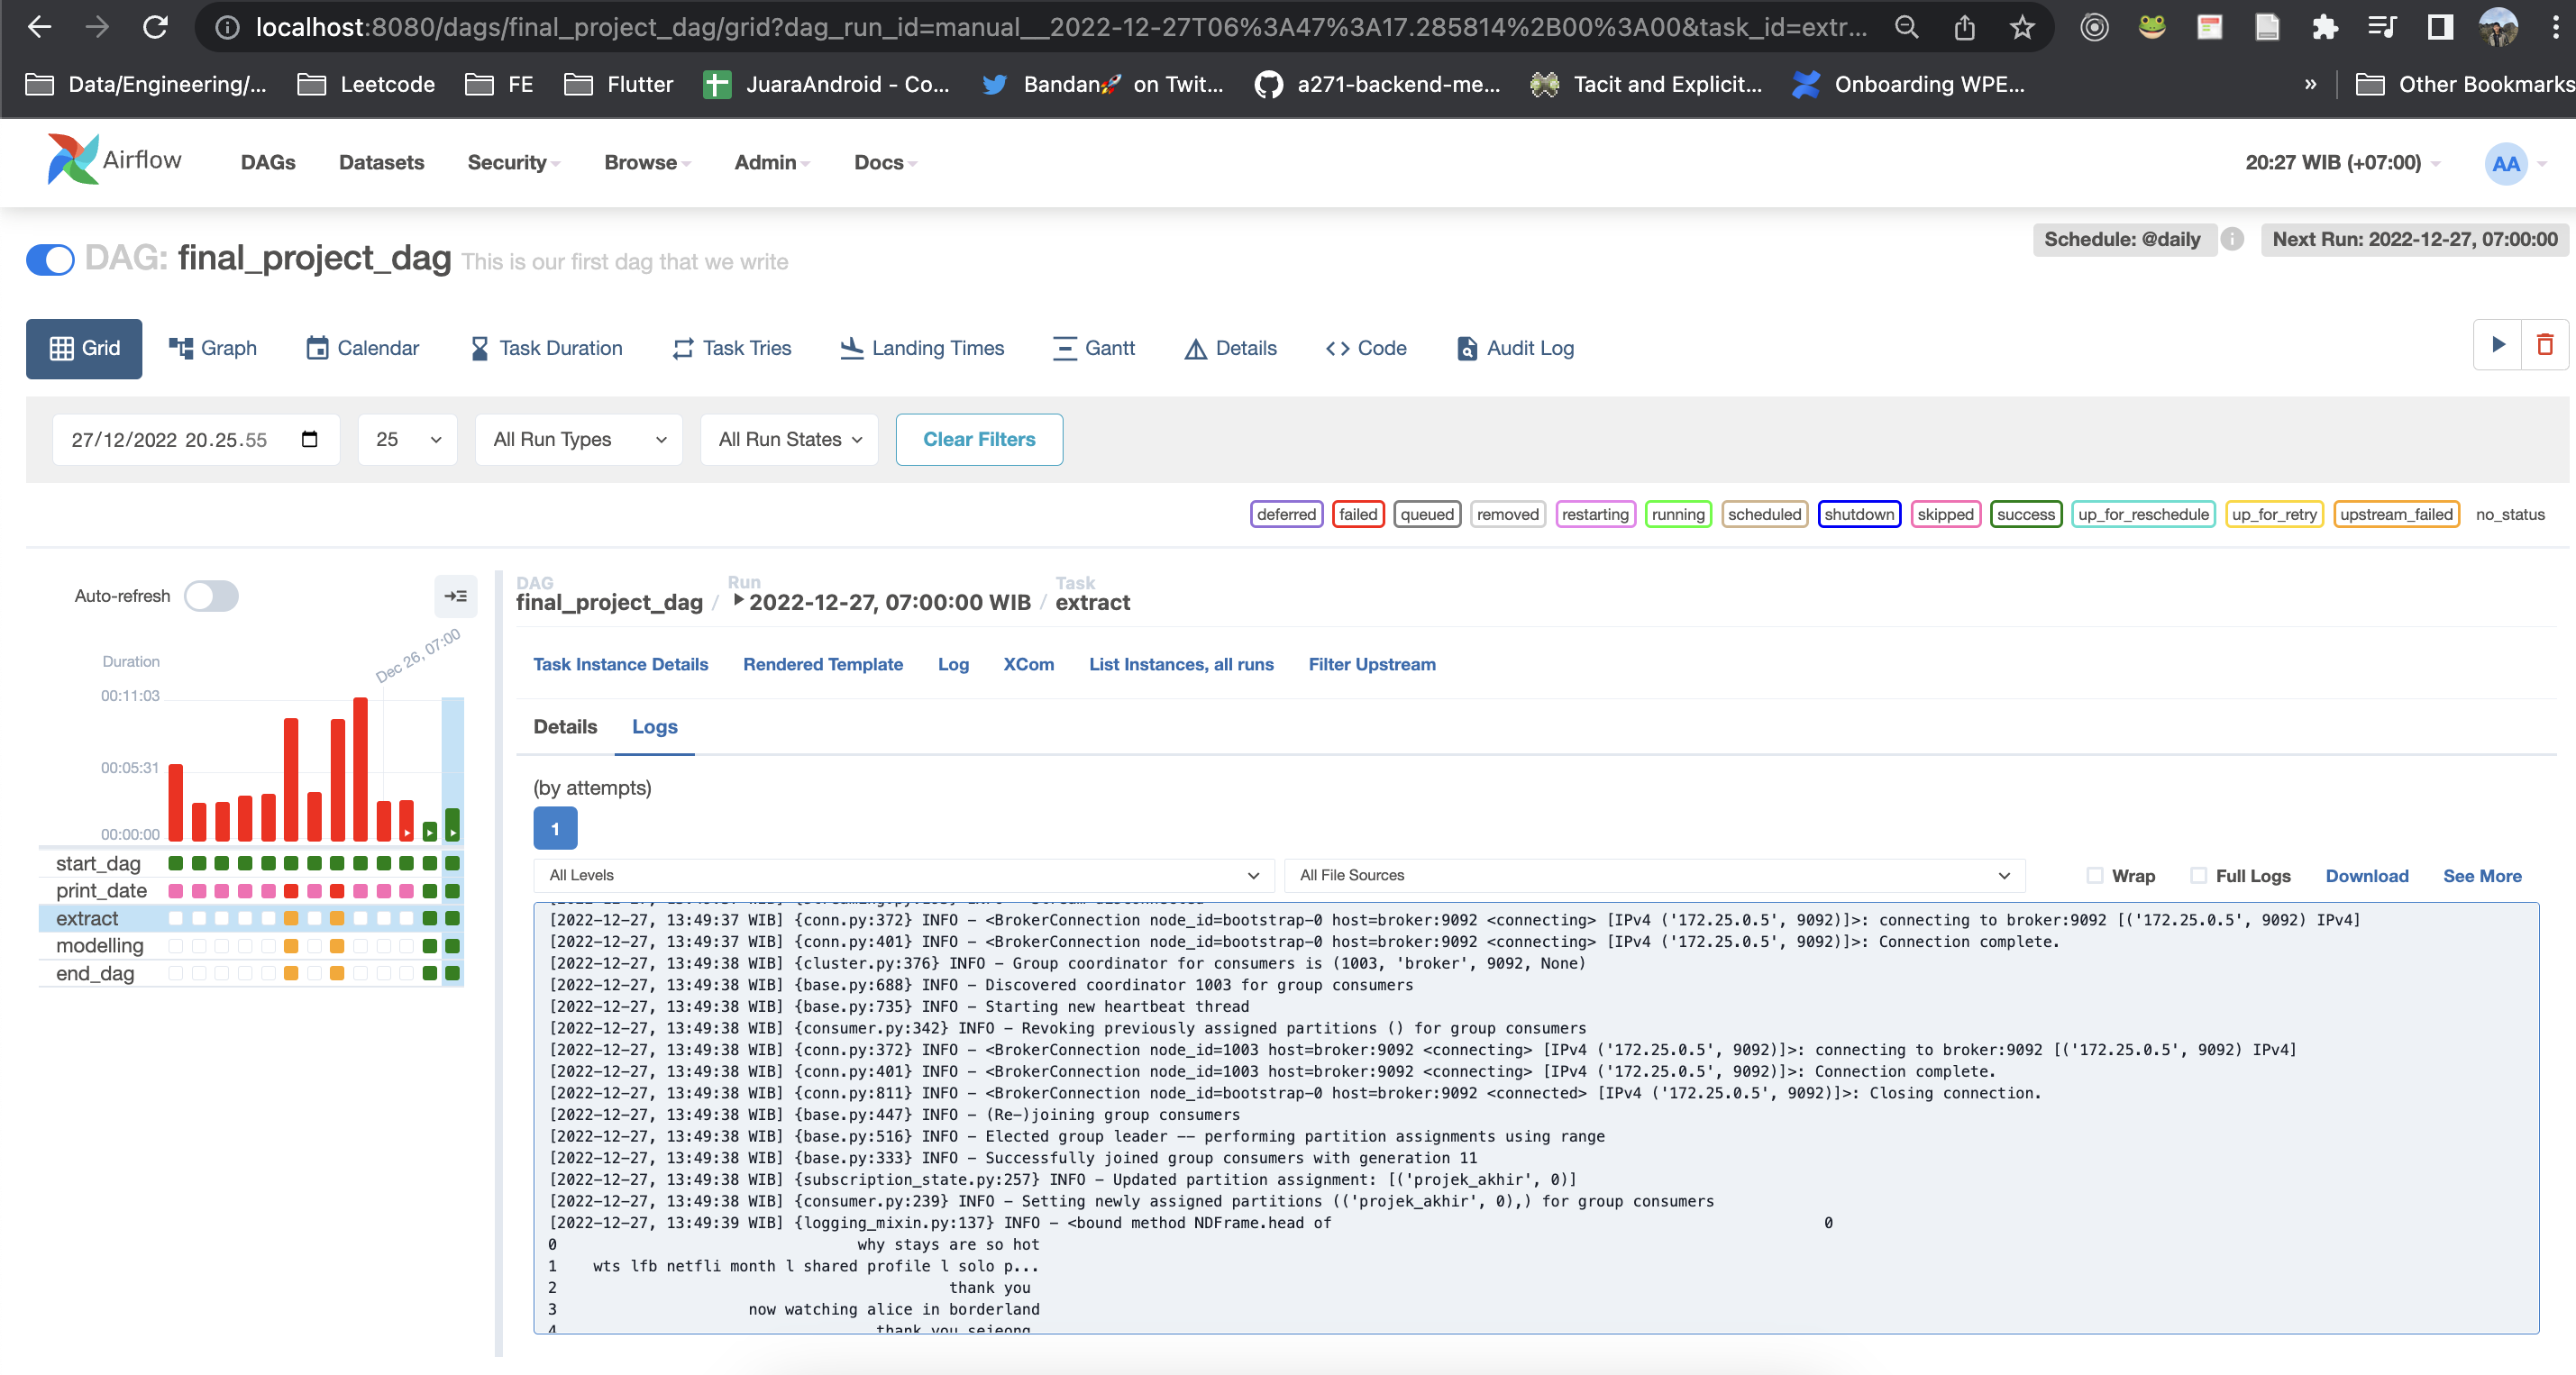 localhost:8080/dags/final_project_dag/grid?dag_run_id=manual__2022-12-27T06%3A47%3A17.285814%2B00%3A00&task_id=extr...
Data/Engineering/... Leetcode FE Flutter JuaraAndroid - Co... Bandan🚀 on Twit... a271-backend-me... Tacit and Explicit... Onboarding WPE... » Other Bookmarks
Airflow DAGs Datasets Security Browse Admin Docs 20:27 WIB (+07:00) AA
Schedule: @daily Next Run: 2022-12-27, 07:00:00
DAG: final_project_dag This is our first dag that we write
Grid Graph Calendar Task Duration Task Tries Landing Times Gantt Details Code Audit Log
27/12/2022 20.25.55 25 All Run Types All Run States Clear Filters
deferred failed queued removed restarting running scheduled shutdown skipped success up_for_reschedule up_for_retry upstream_failed no_status
Auto-refresh
Dec 26, 07:00
Duration
00:11:03
00:05:31
00:00:00
start_dag
print_date
extract
modelling
end_dag
DAG Run Task
final_project_dag / 2022-12-27, 07:00:00 WIB / extract
Task Instance Details Rendered Template Log XCom List Instances, all runs Filter Upstream
Details Logs
(by attempts)
1
All Levels All File Sources Wrap Full Logs Download See More
[2022-12-27, 13:49:37 WIB] {conn.py:372} INFO - <BrokerConnection node_id=bootstrap-0 host=broker:9092 <connecting> [IPv4 ('172.25.0.5', 9092)]>: connecting to broker:9092 [('172.25.0.5', 9092) IPv4]
[2022-12-27, 13:49:37 WIB] {conn.py:401} INFO - <BrokerConnection node_id=bootstrap-0 host=broker:9092 <connecting> [IPv4 ('172.25.0.5', 9092)]>: Connection complete.
[2022-12-27, 13:49:38 WIB] {cluster.py:376} INFO - Group coordinator for consumers is (1003, 'broker', 9092, None)
[2022-12-27, 13:49:38 WIB] {base.py:688} INFO - Discovered coordinator 1003 for group consumers
[2022-12-27, 13:49:38 WIB] {base.py:735} INFO - Starting new heartbeat thread
[2022-12-27, 13:49:38 WIB] {consumer.py:342} INFO - Revoking previously assigned partitions () for group consumers
[2022-12-27, 13:49:38 WIB] {conn.py:372} INFO - <BrokerConnection node_id=1003 host=broker:9092 <connecting> [IPv4 ('172.25.0.5', 9092)]>: connecting to broker:9092 [('172.25.0.5', 9092) IPv4]
[2022-12-27, 13:49:38 WIB] {conn.py:401} INFO - <BrokerConnection node_id=1003 host=broker:9092 <connecting> [IPv4 ('172.25.0.5', 9092)]>: Connection complete.
[2022-12-27, 13:49:38 WIB] {conn.py:811} INFO - <BrokerConnection node_id=bootstrap-0 host=broker:9092 <connected> [IPv4 ('172.25.0.5', 9092)]>: Closing connection.
[2022-12-27, 13:49:38 WIB] {base.py:447} INFO - (Re-)joining group consumers
[2022-12-27, 13:49:38 WIB] {base.py:516} INFO - Elected group leader -- performing partition assignments using range
[2022-12-27, 13:49:38 WIB] {base.py:333} INFO - Successfully joined group consumers with generation 11
[2022-12-27, 13:49:38 WIB] {subscription_state.py:257} INFO - Updated partition assignment: [('projek_akhir', 0)]
[2022-12-27, 13:49:38 WIB] {consumer.py:239} INFO - Setting newly assigned partitions (('projek_akhir', 0),) for group consumers
[2022-12-27, 13:49:39 WIB] {logging_mixin.py:137} INFO - <bound method NDFrame.head of 0
0 why stays are so hot
1 wts lfb netfli month l shared profile l solo p...
2 thank you
3 now watching alice in borderland
4 thank you sejeong